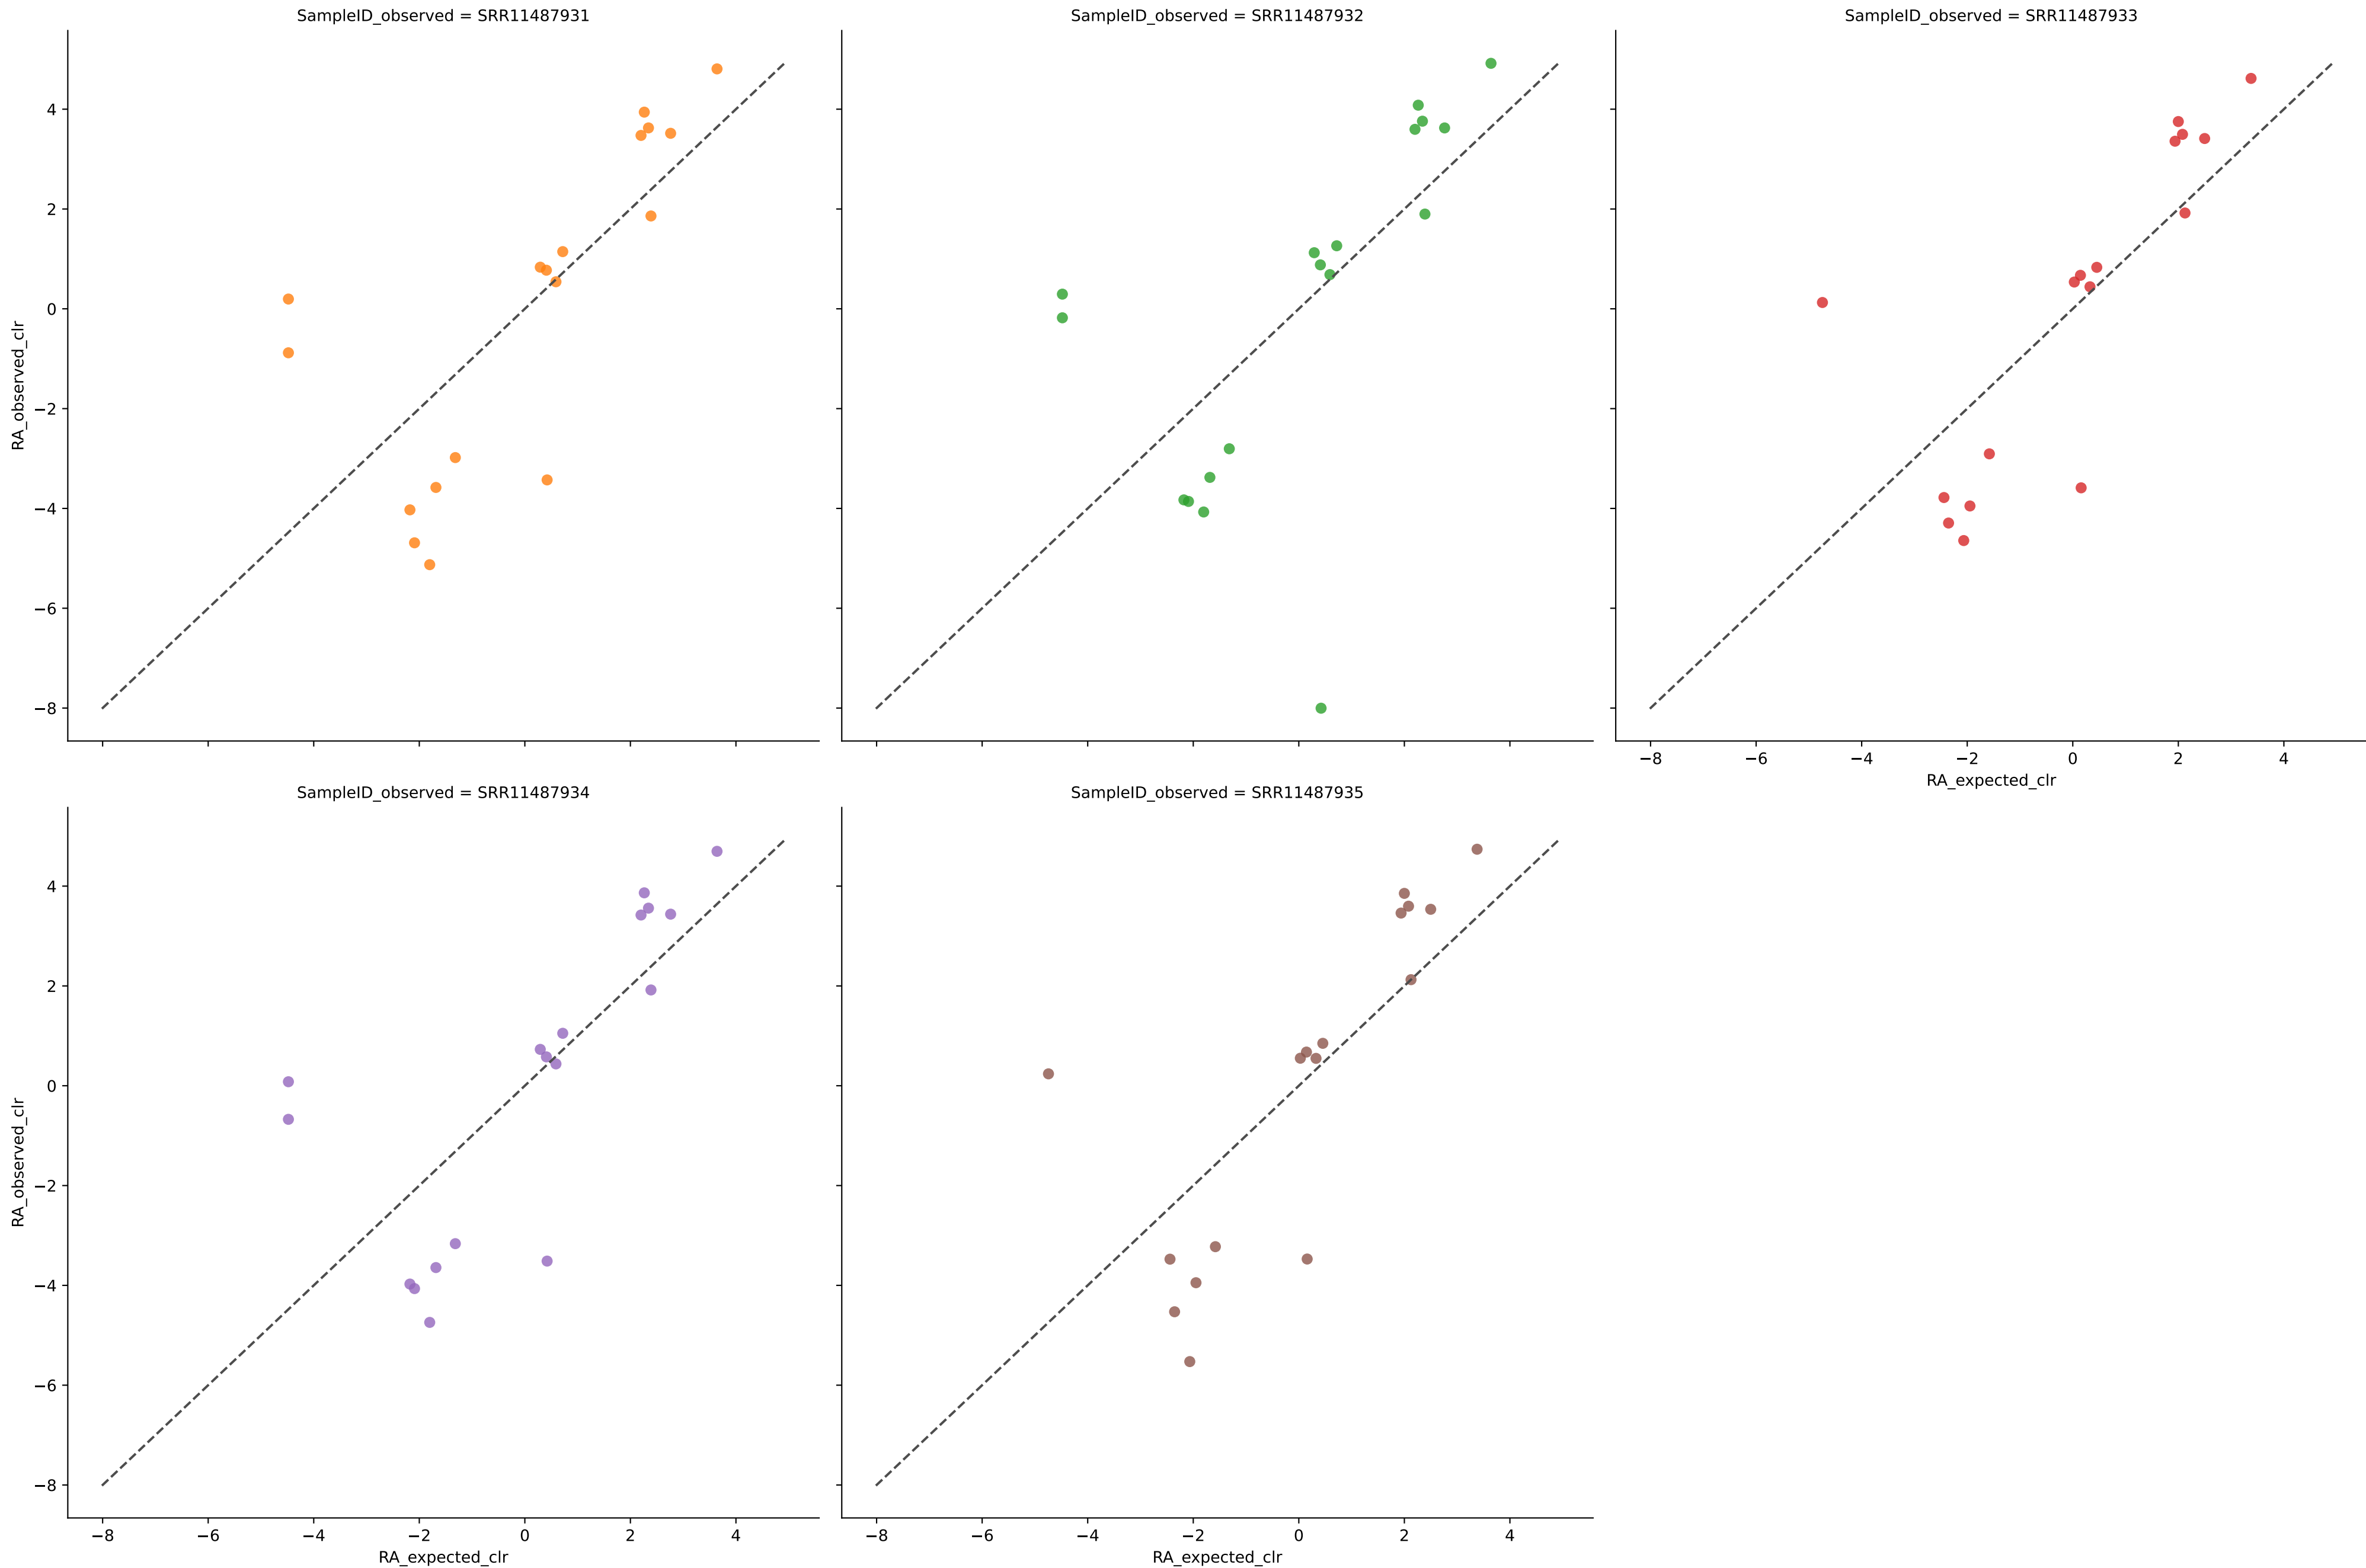 SampleID_observed = SRR11487931
SampleID_observed = SRR11487932
SampleID_observed = SRR11487933
RA_observed_clr
4
2
0
−2
−4
−6
−8
−8 −6 −4 −2 0 2 4
RA_expected_clr
SampleID_observed = SRR11487934
SampleID_observed = SRR11487935
RA_observed_clr
4
2
0
−2
−4
−6
−8
−8 −6 −4 −2 0 2 4
RA_expected_clr
−8 −6 −4 −2 0 2 4
RA_expected_clr